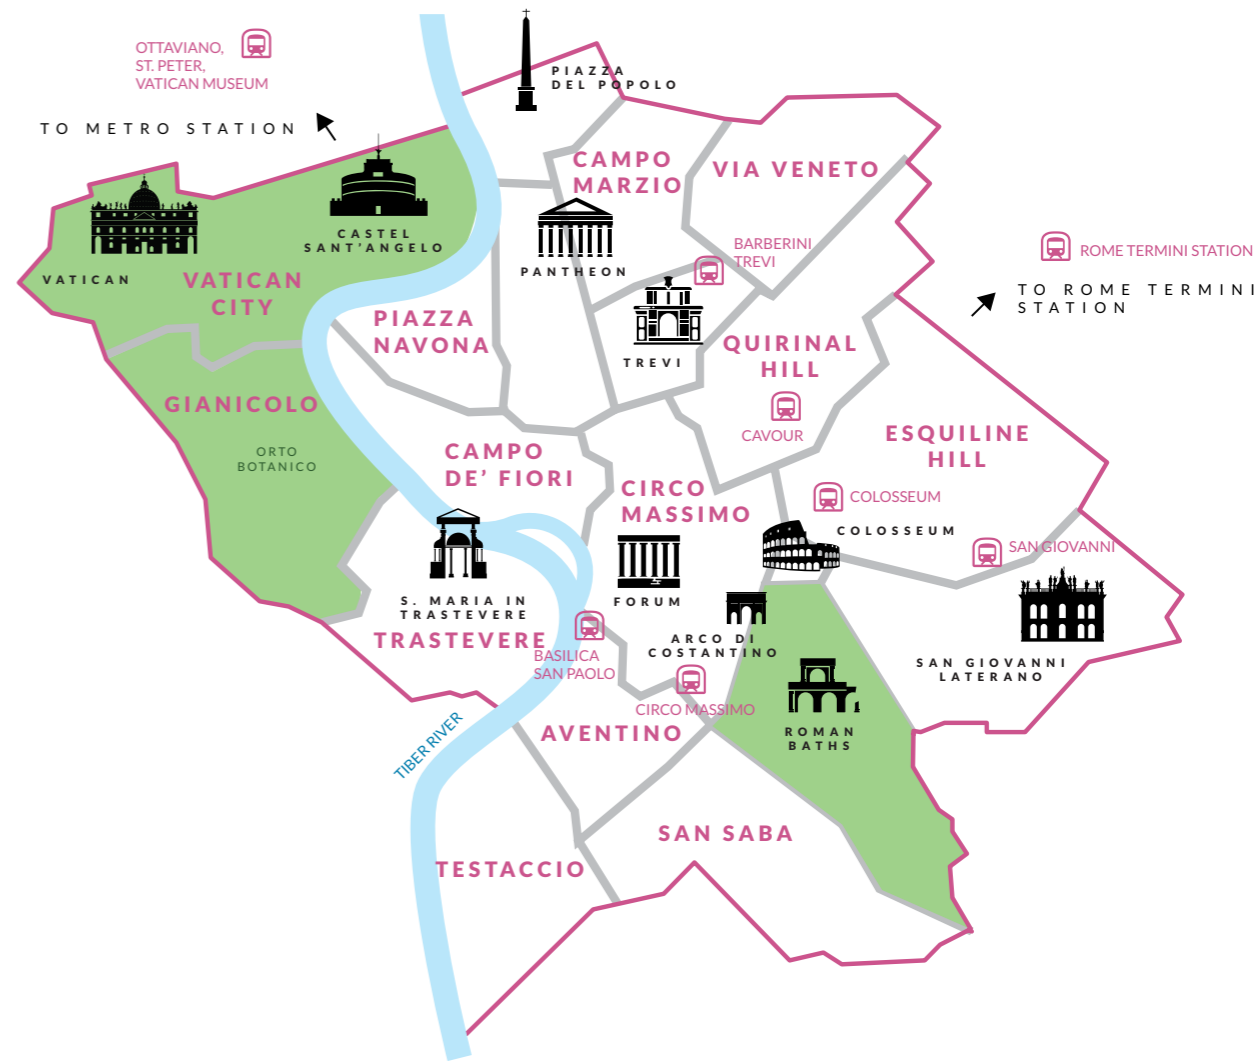 OTTAVIANO,
ST. PETER,
VATICAN MUSEUM
TO METRO STATION
PIAZZA
DEL POPOLO
CAMPO
MARZIO
VIA VENETO
CASTEL
SANT'ANGELO
VATICAN
VATICAN
CITY
PANTHEON
BARBERINI
TREVI
ROME TERMINI STATION
TO ROME TERMINI
STATION
PIAZZA
NAVONA
TREVI
QUIRINAL
HILL
GIANICOLO
ORTO
BOTANICO
CAVOUR
ESQUILINE
HILL
CAMPO
DE' FIORI
CIRCO
MASSIMO
COLOSSEUM
COLOSSEUM
SAN GIOVANNI
S. MARIA IN
TRASTEVERE
TRASTEVERE
FORUM
ARCO DI
COSTANTINO
BASILICA
SAN PAOLO
SAN GIOVANNI
LATERANO
CIRCO MASSIMO
AVENTINO
ROMAN
BATHS
TIBER RIVER
SAN SABA
TESTACCIO